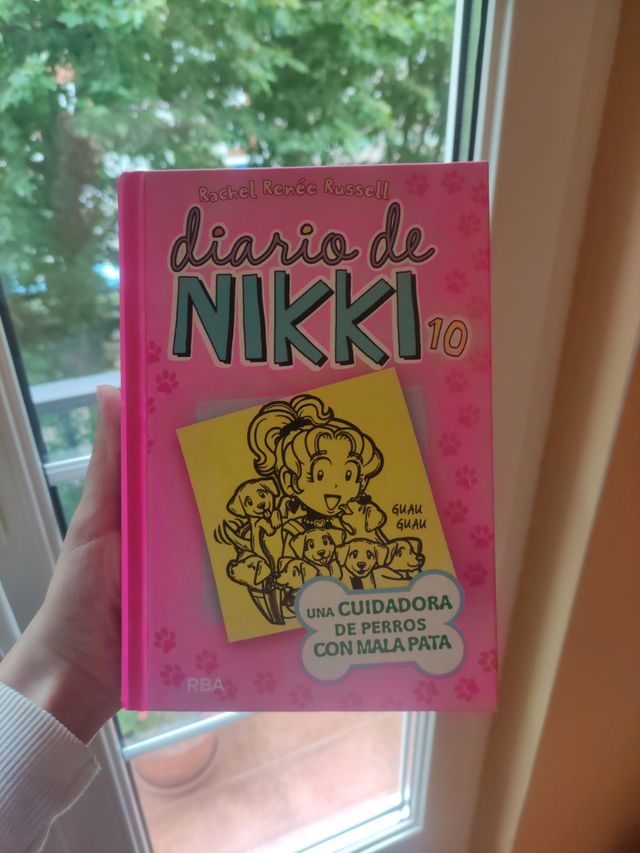 Rachel Renée Russell
diario de
NIKKI 10
GUAU
GUAU
UNA CUIDADORA
DE PERROS
CON MALA PATA
RBA